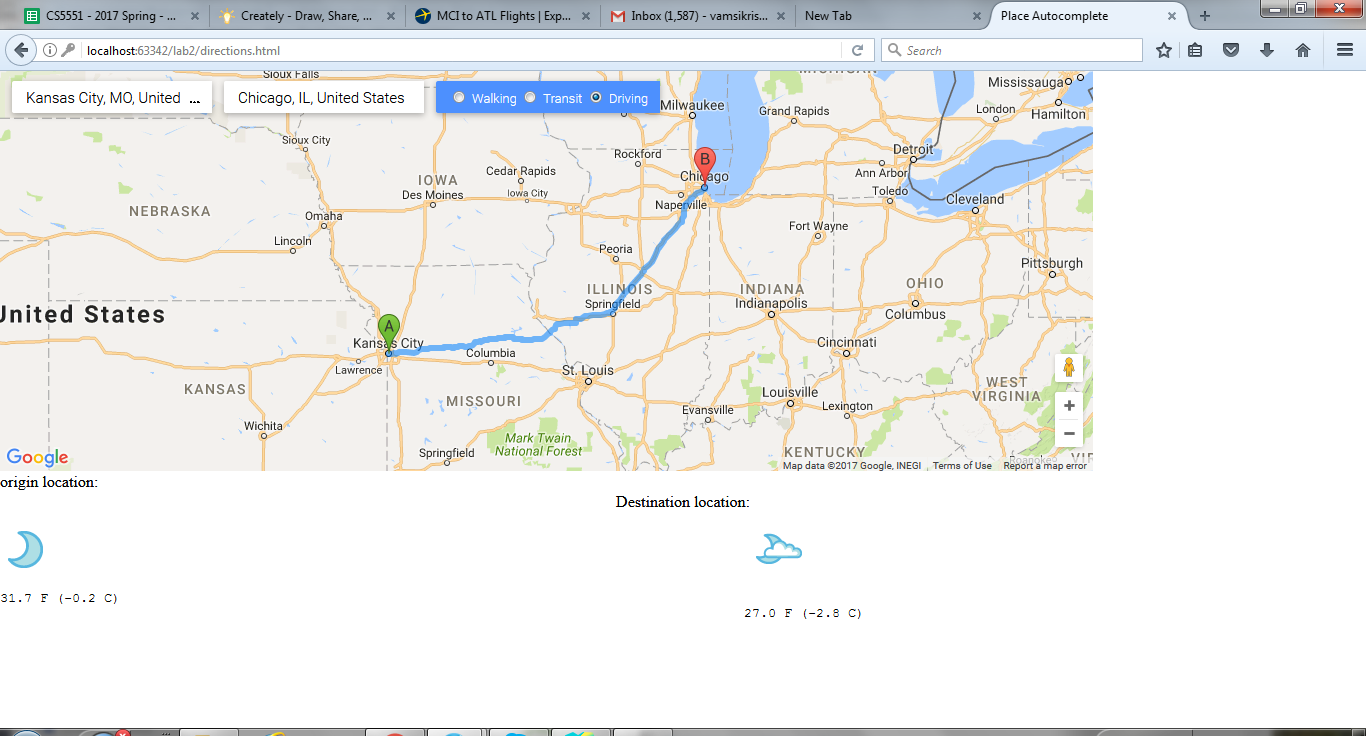 CS5551 - 2017 Spring - ...
Creately - Draw, Share, ...
MCI to ATL Flights | Exp...
Inbox (1,587) - vamsikris...
New Tab
Place Autocomplete
localhost:63342/lab2/directions.html
Search
Kansas City, MO, United ...
Chicago, IL, United States
Walking Transit Driving
Sioux Falls
MICHIGAN
Mississauga
Milwaukee
Grand Rapids
London
Hamilton
Sioux City
Rockford
Detroit
B
Cedar Rapids
Chicago
Ann Arbor
IOWA
Des Moines
Iowa City
Toledo
Naperville
Cleveland
NEBRASKA
Omaha
Fort Wayne
Lincoln
Peoria
Pittsburgh
ILLINOIS
INDIANA
OHIO
Springfield
Indianapolis
United States
Columbus
A
Kansas City
Columbia
Cincinnati
Lawrence
St. Louis
KANSAS
MISSOURI
Louisville
WEST
VIRGINIA
Evansville
Lexington
Wichita
Mark Twain
National Forest
Springfield
KENTUCKY
Roanoke
+
−
Google
Map data ©2017 Google, INEGI
Terms of Use
Report a map error
origin location:
Destination location:
31.7 F (-0.2 C)
27.0 F (-2.8 C)